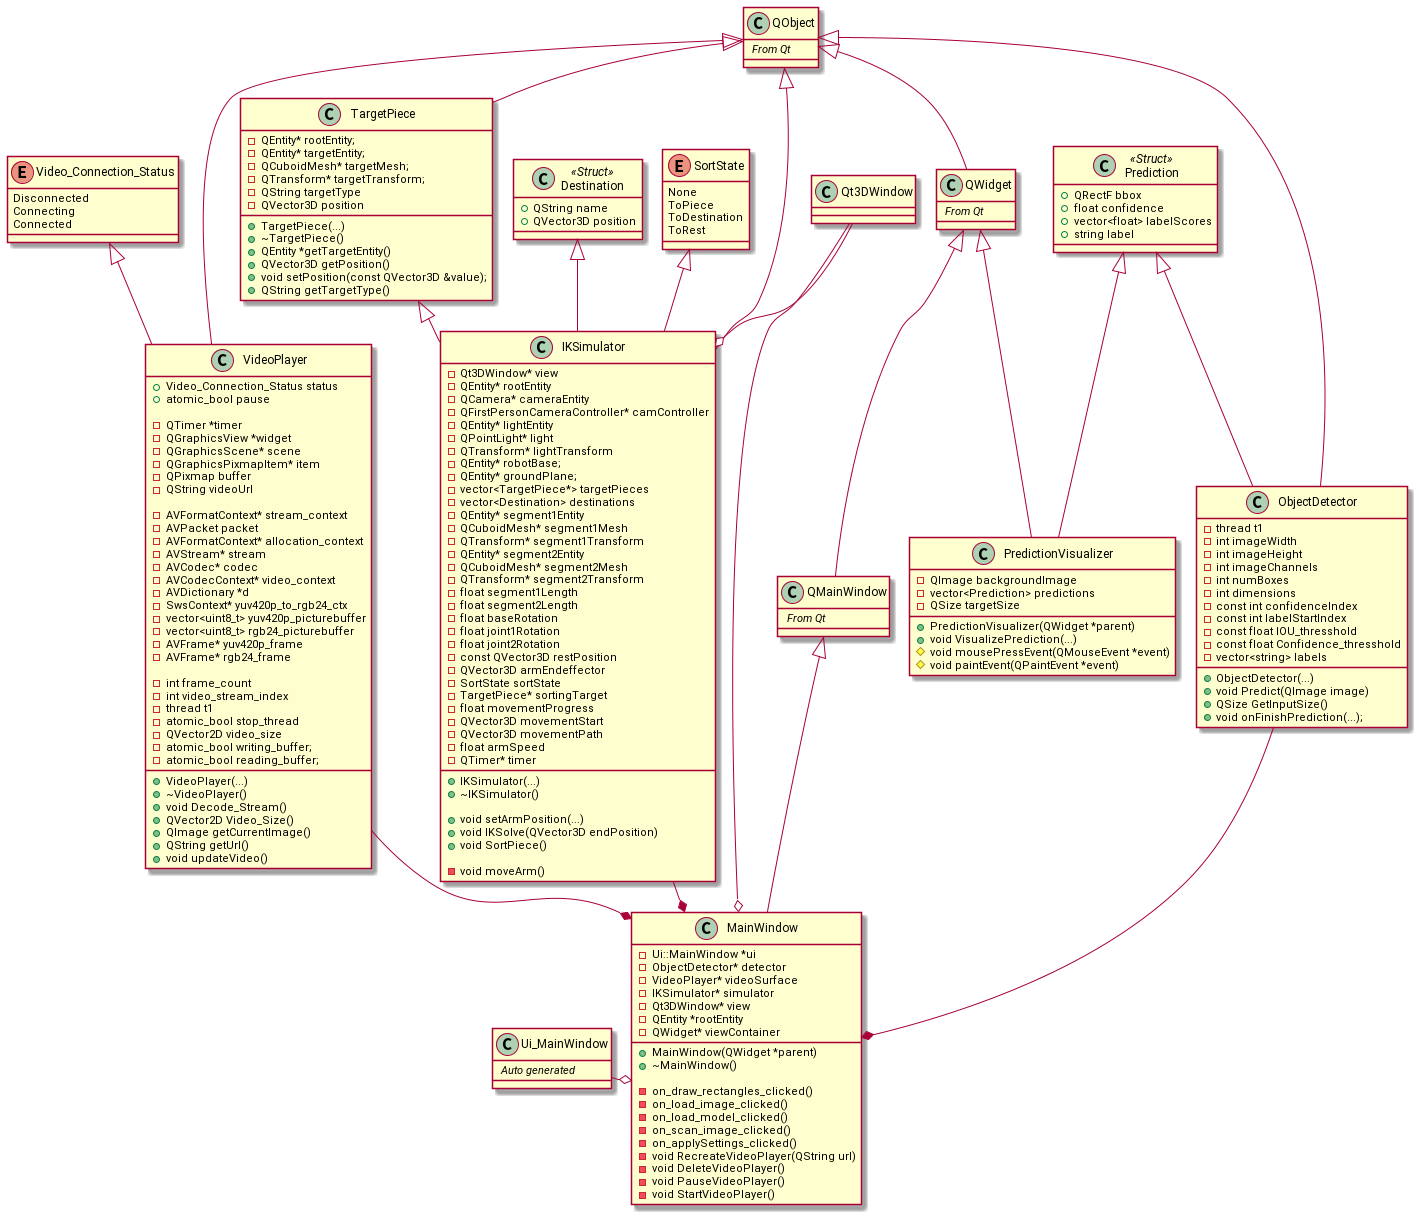 C QObject
From Qt
C TargetPiece
QEntity* rootEntity;
QEntity* targetEntity;
QCuboidMesh* targetMesh;
QTransform* targetTransform;
QString targetType
QVector3D position
TargetPiece(...)
~TargetPiece()
QEntity *getTargetEntity()
QVector3D getPosition()
void setPosition(const QVector3D &value);
QString getTargetType()
E Video_Connection_Status
Disconnected
Connecting
Connected
C «Struct»
Destination
QString name
QVector3D position
E SortState
None
ToPiece
ToDestination
ToRest
C Qt3DWindow
C QWidget
From Qt
C «Struct»
Prediction
QRectF bbox
float confidence
vector<float> labelScores
string label
C VideoPlayer
Video_Connection_Status status
atomic_bool pause
QTimer *timer
QGraphicsView *widget
QGraphicsScene* scene
QGraphicsPixmapItem* item
QPixmap buffer
QString videoUrl
AVFormatContext* stream_context
AVPacket packet
AVFormatContext* allocation_context
AVStream* stream
AVCodec* codec
AVCodecContext* video_context
AVDictionary *d
SwsContext* yuv420p_to_rgb24_ctx
vector<uint8_t> yuv420p_picturebuffer
vector<uint8_t> rgb24_picturebuffer
AVFrame* yuv420p_frame
AVFrame* rgb24_frame
int frame_count
int video_stream_index
thread t1
atomic_bool stop_thread
QVector2D video_size
atomic_bool writing_buffer;
atomic_bool reading_buffer;
VideoPlayer(...)
~VideoPlayer()
void Decode_Stream()
QVector2D Video_Size()
QImage getCurrentImage()
QString getUrl()
void updateVideo()
C IKSimulator
Qt3DWindow* view
QEntity* rootEntity
QCamera* cameraEntity
QFirstPersonCameraController* camController
QEntity* lightEntity
QPointLight* light
QTransform* lightTransform
QEntity* robotBase;
QEntity* groundPlane;
vector<TargetPiece*> targetPieces
vector<Destination> destinations
QEntity* segment1Entity
QCuboidMesh* segment1Mesh
QTransform* segment1Transform
QEntity* segment2Entity
QCuboidMesh* segment2Mesh
QTransform* segment2Transform
float segment1Length
float segment2Length
float baseRotation
float joint1Rotation
float joint2Rotation
const QVector3D restPosition
QVector3D armEndeffector
SortState sortState
TargetPiece* sortingTarget
float movementProgress
QVector3D movementStart
QVector3D movementPath
float armSpeed
QTimer* timer
IKSimulator(...)
~IKSimulator()
void setArmPosition(...)
void IKSolve(QVector3D endPosition)
void SortPiece()
void moveArm()
C QMainWindow
From Qt
C PredictionVisualizer
QImage backgroundImage
vector<Prediction> predictions
QSize targetSize
PredictionVisualizer(QWidget *parent)
void VisualizePrediction(...)
void mousePressEvent(QMouseEvent *event)
void paintEvent(QPaintEvent *event)
C ObjectDetector
thread t1
int imageWidth
int imageHeight
int imageChannels
int numBoxes
int dimensions
const int confidenceIndex
const int labelStartIndex
const float IOU_thresshold
const float Confidence_thresshold
vector<string> labels
ObjectDetector(...)
void Predict(QImage image)
QSize GetInputSize()
void onFinishPrediction(...);
C MainWindow
Ui::MainWindow *ui
ObjectDetector* detector
VideoPlayer* videoSurface
IKSimulator* simulator
Qt3DWindow* view
QEntity *rootEntity
QWidget* viewContainer
MainWindow(QWidget *parent)
~MainWindow()
on_draw_rectangles_clicked()
on_load_image_clicked()
on_load_model_clicked()
on_scan_image_clicked()
on_applySettings_clicked()
void RecreateVideoPlayer(QString url)
void DeleteVideoPlayer()
void PauseVideoPlayer()
void StartVideoPlayer()
C Ui_MainWindow
Auto generated